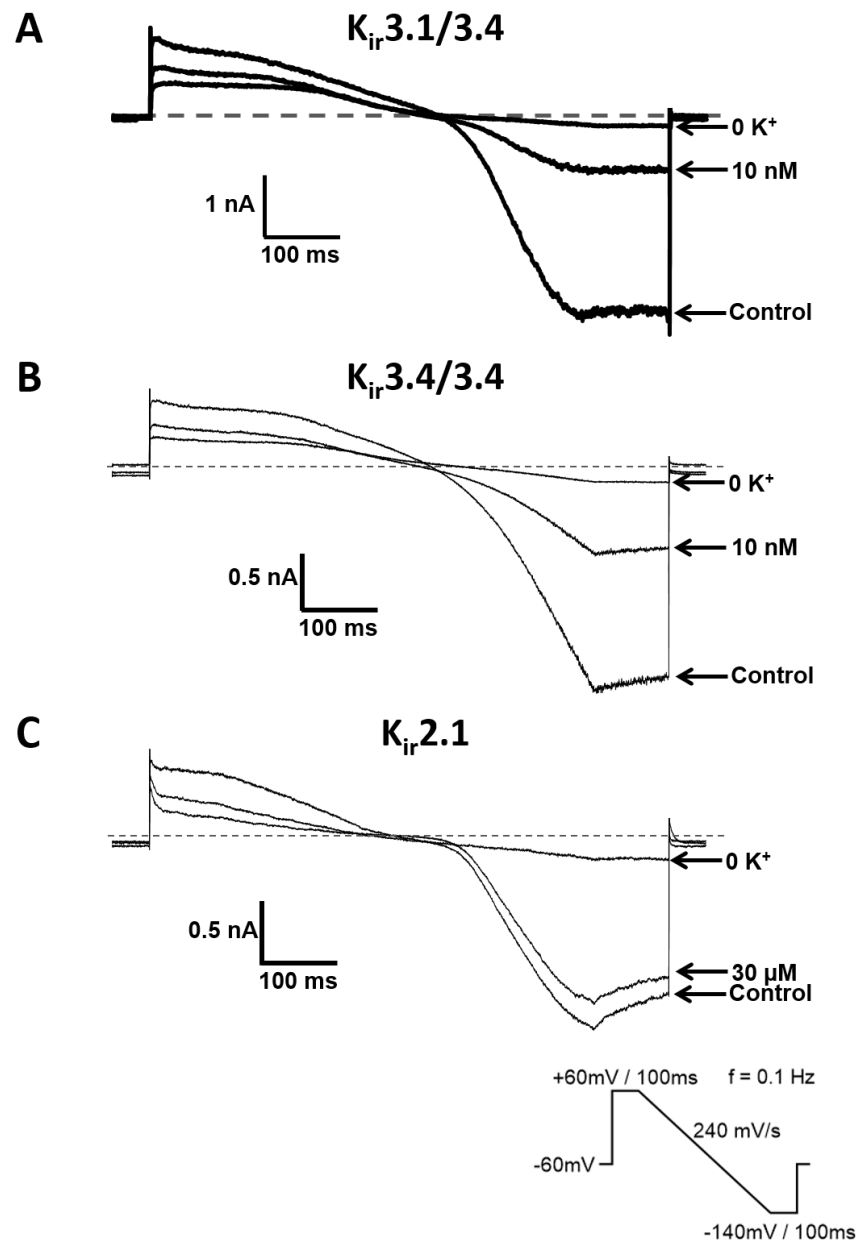 A
Kir3.1/3.4
0 K⁺
10 nM
1 nA
100 ms
Control
B
Kir3.4/3.4
0 K⁺
10 nM
0.5 nA
100 ms
Control
C
Kir2.1
0 K⁺
0.5 nA
100 ms
30 µM
Control
+60mV / 100ms f = 0.1 Hz
240 mV/s
-60mV
-140mV / 100ms